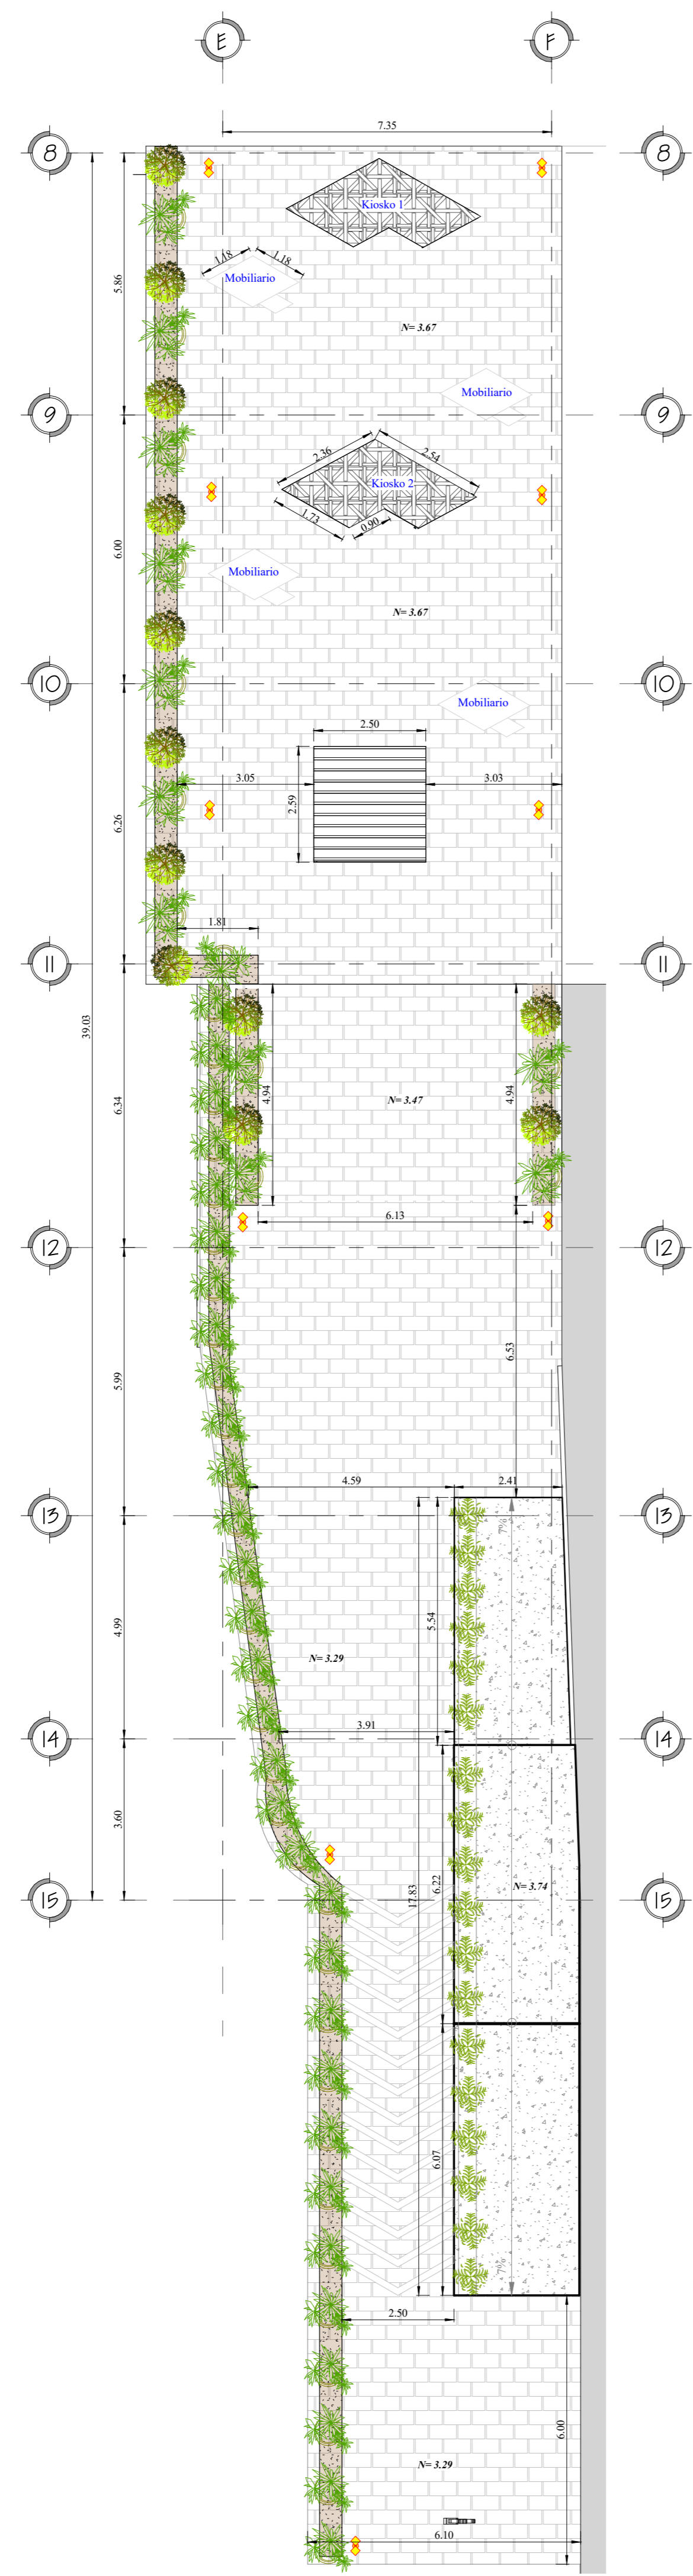 E F
7.35
8 8
Kiosko 1
1.18 1.18
Mobiliario
5.86
N= 3.67
Mobiliario
9 9
2.36 2.54
Kiosko 2
1.73 0.90
6.00
Mobiliario
N= 3.67
10 10
Mobiliario
2.50
3.05 3.03
2.59
6.26
1.81
11 11
39.03
4.94 4.94
N= 3.47
6.34
6.13
12 12
6.53
5.99
4.59 2.41
13 13
7%
5.54
4.99
N= 3.29
3.91
14 14
3.60
17.83
6.22
N= 3.74
15 15
6.07
7%
2.50
6.00
N= 3.29
6.10